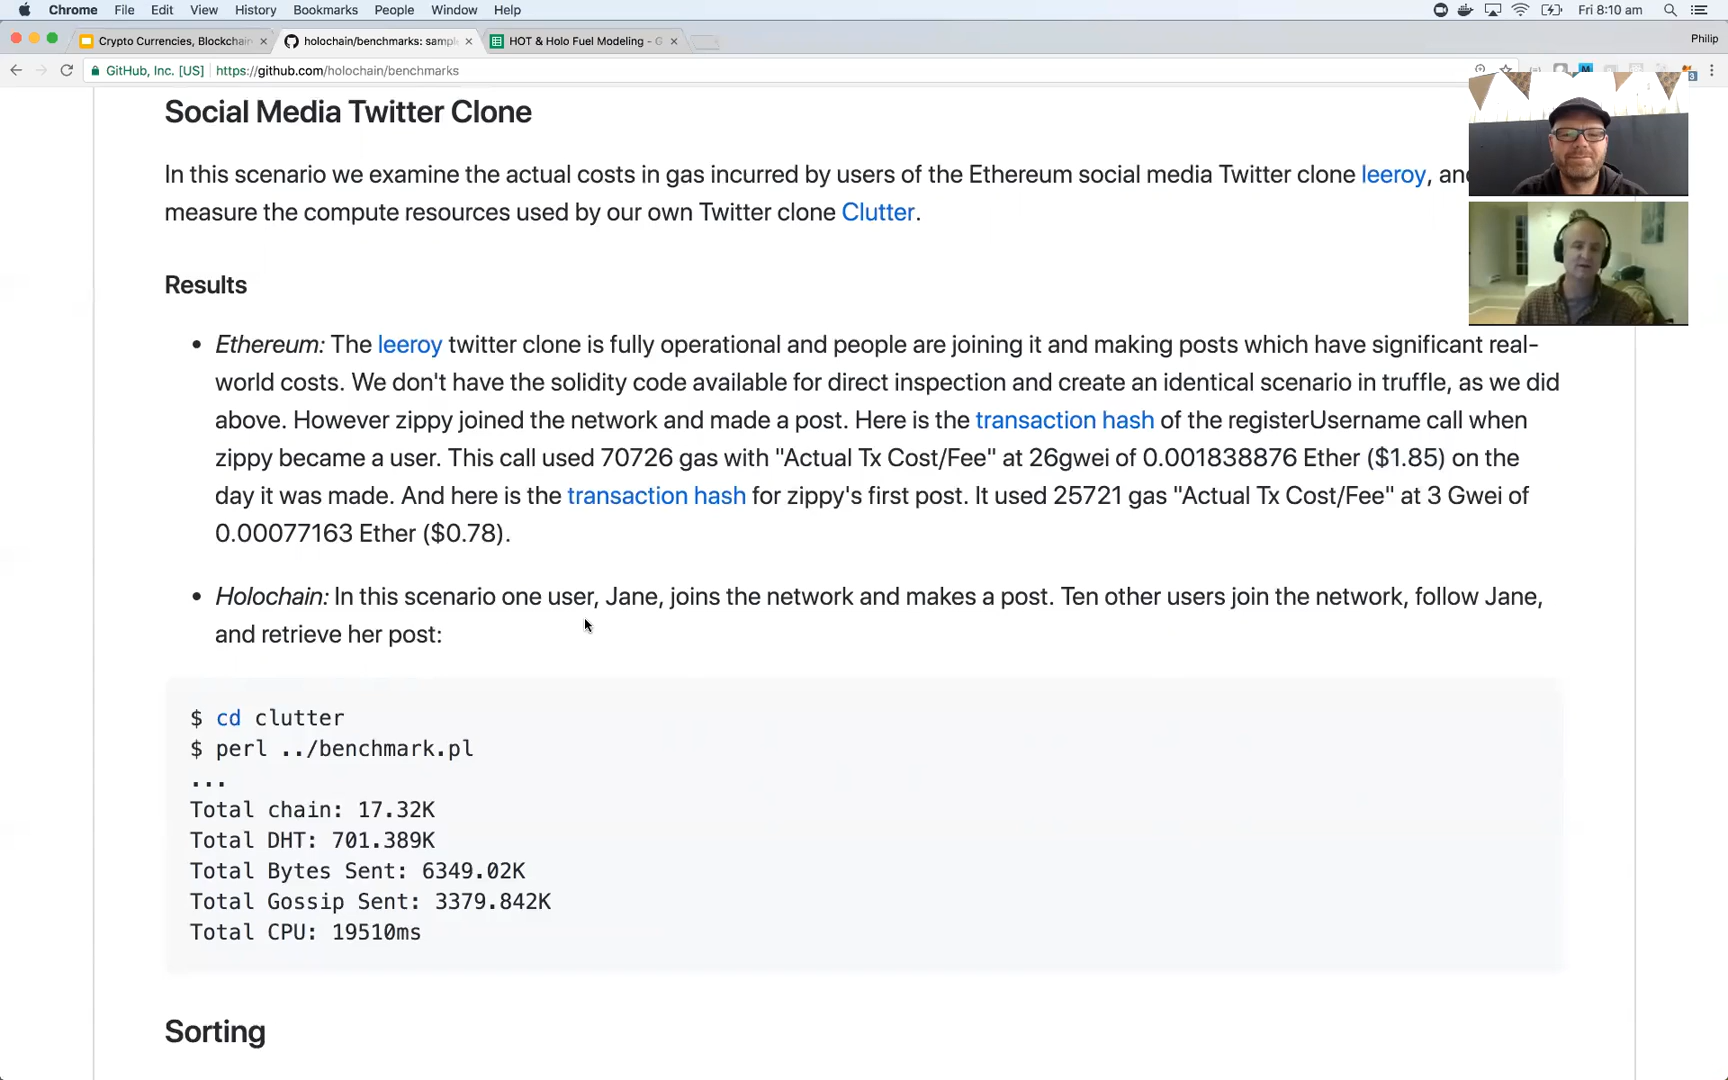 Chrome File Edit View History Bookmarks People Window Help Fri 8:10 am
Crypto Currencies, Blockchain holochain/benchmarks: samp HOT & Holo Fuel Modeling - G Philip
GitHub, Inc. [US] https://github.com/holochain/benchmarks
Social Media Twitter Clone
In this scenario we examine the actual costs in gas incurred by users of the Ethereum social media Twitter clone leeroy, and
measure the compute resources used by our own Twitter clone Clutter.
Results
• Ethereum: The leeroy twitter clone is fully operational and people are joining it and making posts which have significant real-
world costs. We don't have the solidity code available for direct inspection and create an identical scenario in truffle, as we did
above. However zippy joined the network and made a post. Here is the transaction hash of the registerUsername call when
zippy became a user. This call used 70726 gas with "Actual Tx Cost/Fee" at 26gwei of 0.001838876 Ether ($1.85) on the
day it was made. And here is the transaction hash for zippy's first post. It used 25721 gas "Actual Tx Cost/Fee" at 3 Gwei of
0.00077163 Ether ($0.78).
• Holochain: In this scenario one user, Jane, joins the network and makes a post. Ten other users join the network, follow Jane,
and retrieve her post:
$ cd clutter
$ perl ../benchmark.pl
...
Total chain: 17.32K
Total DHT: 701.389K
Total Bytes Sent: 6349.02K
Total Gossip Sent: 3379.842K
Total CPU: 19510ms
Sorting